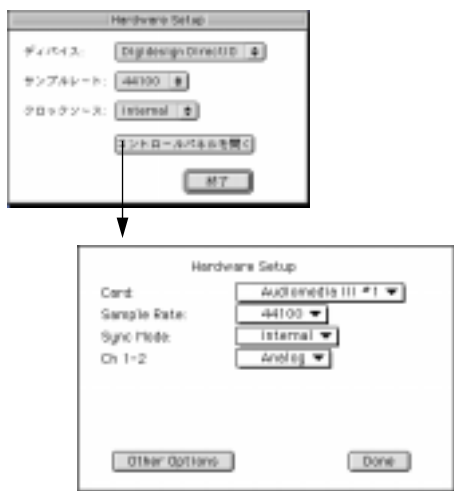 Hardware Setup
デバイス: Digidesign DirectIO
サンプルレート: 44100
クロックソース: Internal
コントロールパネルを開く
終了
Hardware Setup
Card: Audiomedia III #1
Sample Rate: 44100
Sync Mode: Internal
Ch 1-2 Analog
Other Options Done